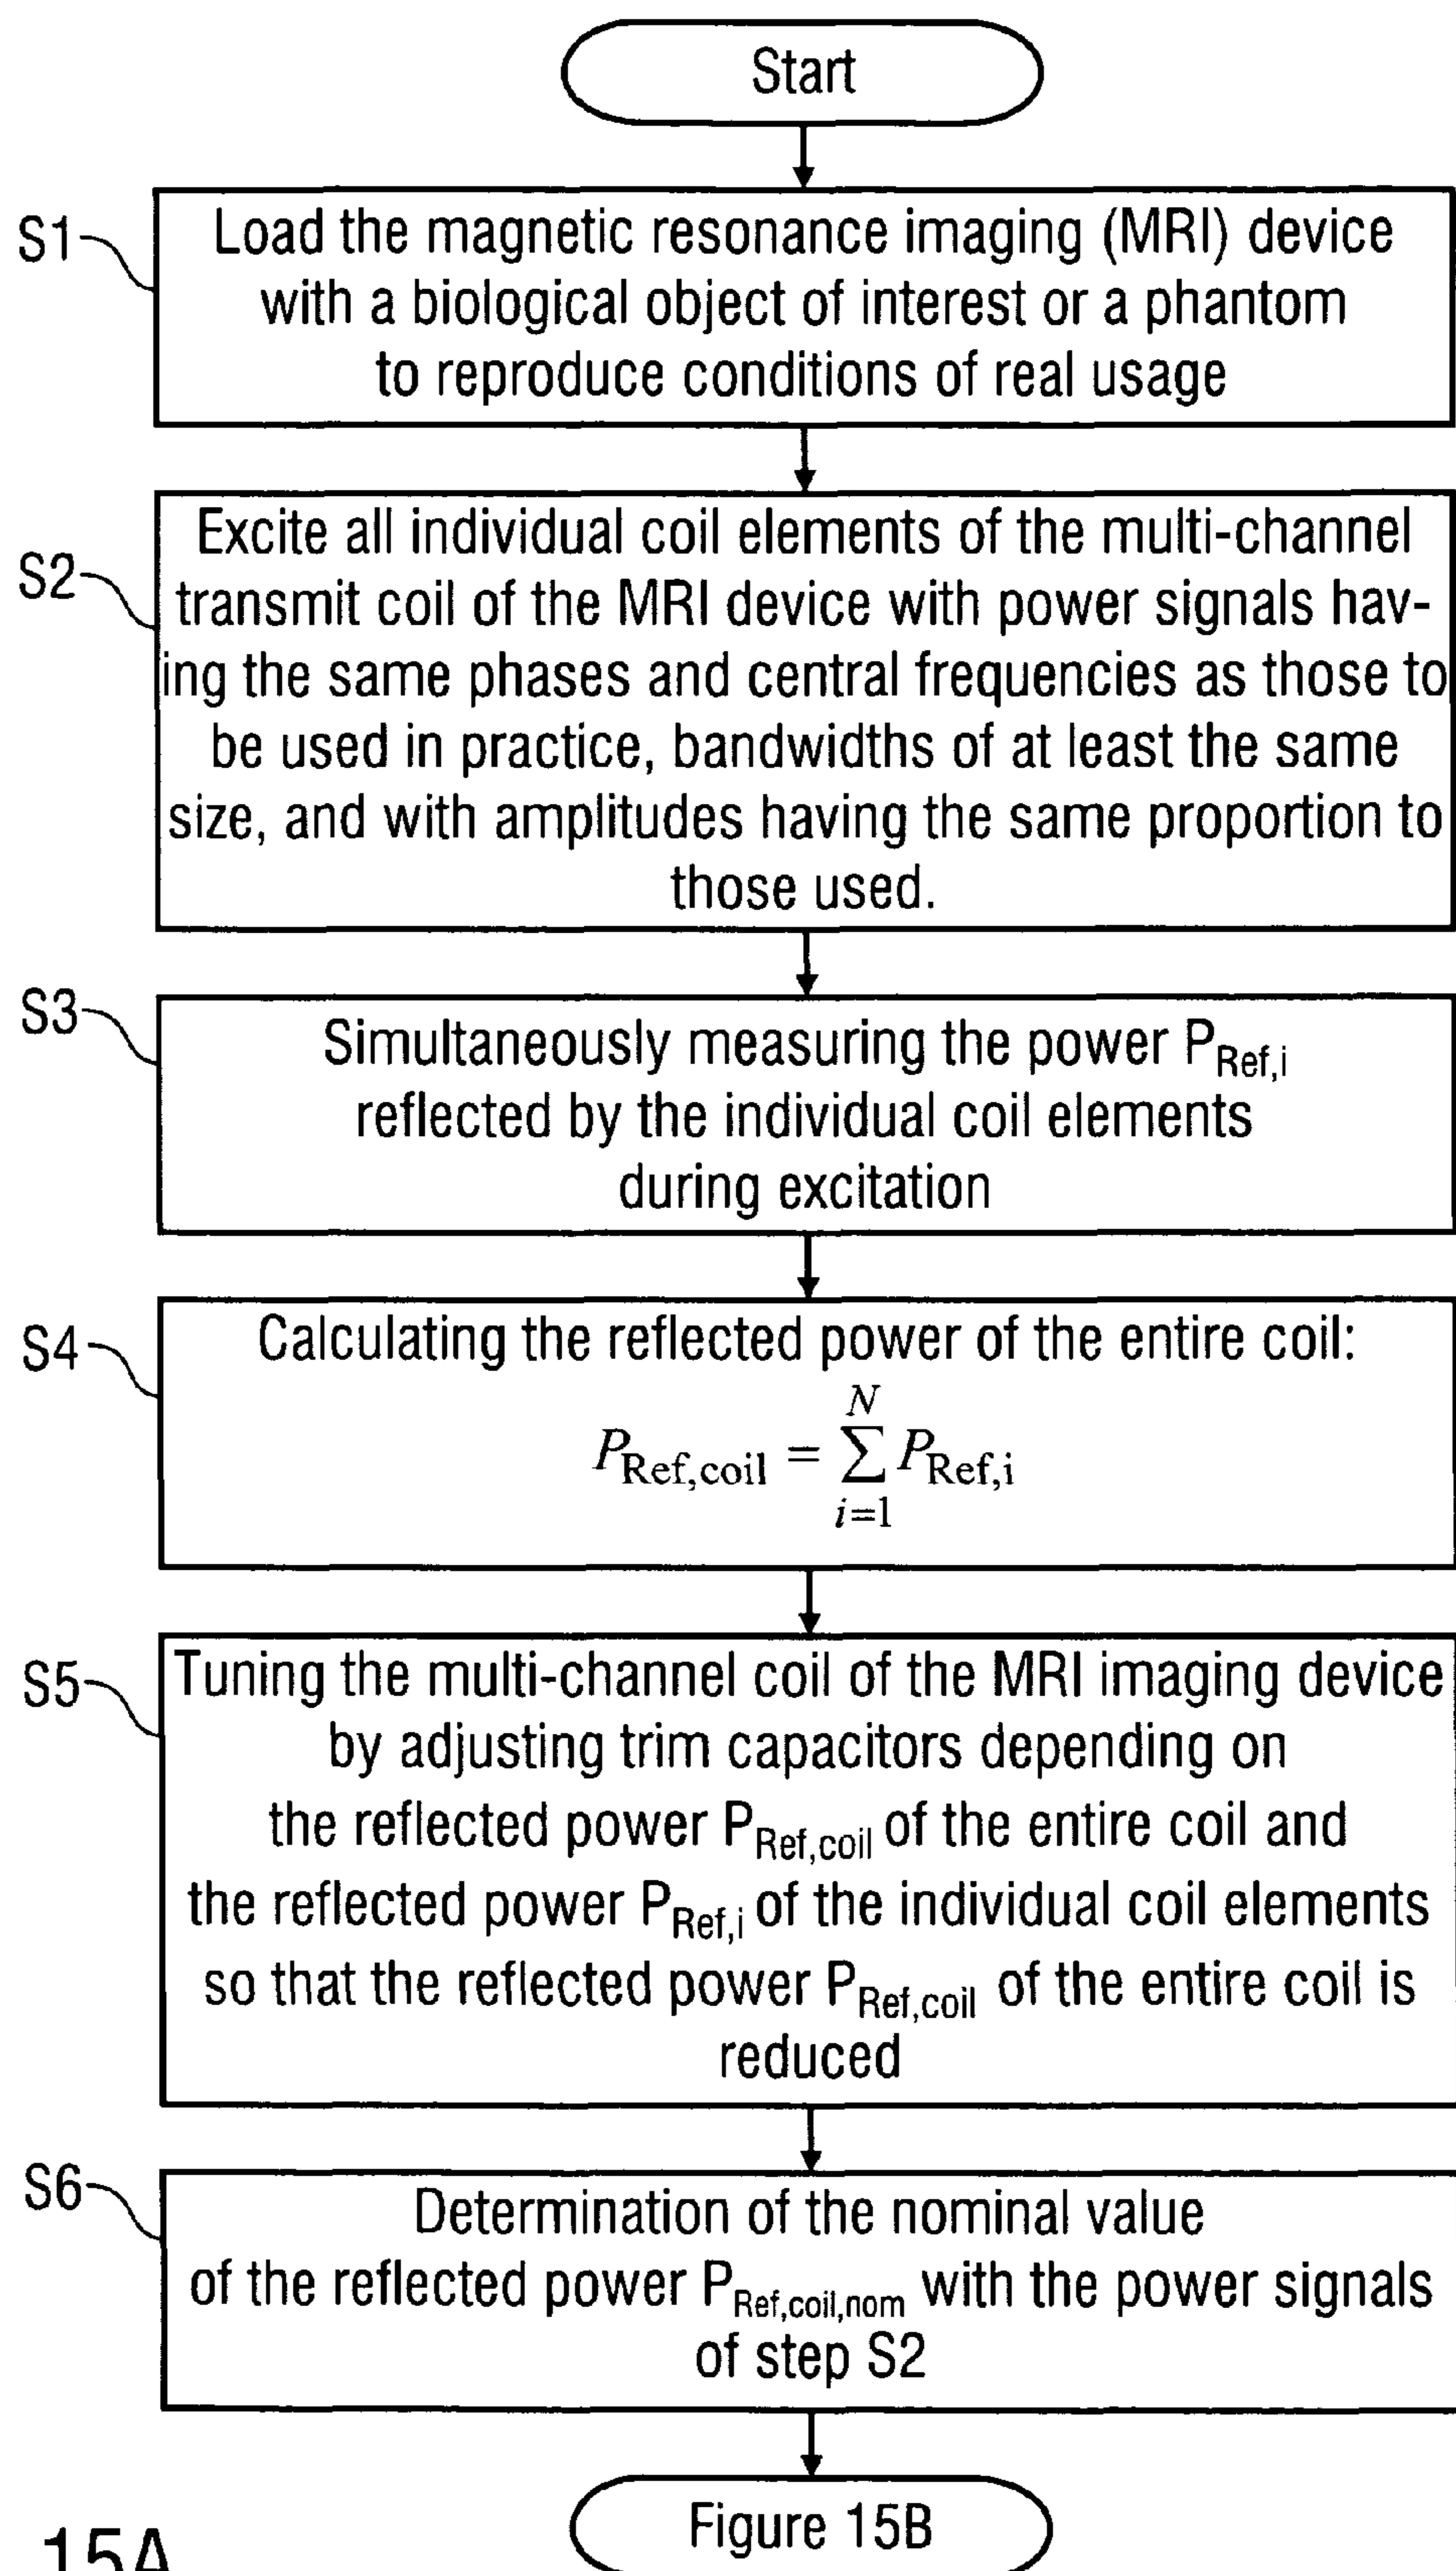 Start
S1
Load the magnetic resonance imaging (MRI) device
with a biological object of interest or a phantom
to reproduce conditions of real usage
S2
Excite all individual coil elements of the multi-channel
transmit coil of the MRI device with power signals hav-
ing the same phases and central frequencies as those to
be used in practice, bandwidths of at least the same
size, and with amplitudes having the same proportion to
those used.
S3
Simultaneously measuring the power P_Ref,i
reflected by the individual coil elements
during excitation
S4
Calculating the reflected power of the entire coil:
P_Ref,coil = ∑_{i=1}^{N} P_Ref,i
S5
Tuning the multi-channel coil of the MRI imaging device
by adjusting trim capacitors depending on
the reflected power P_Ref,coil of the entire coil and
the reflected power P_Ref,i of the individual coil elements
so that the reflected power P_Ref,coil of the entire coil is
reduced
S6
Determination of the nominal value
of the reflected power P_Ref,coil,nom with the power signals
of step S2
Figure 15B
15A